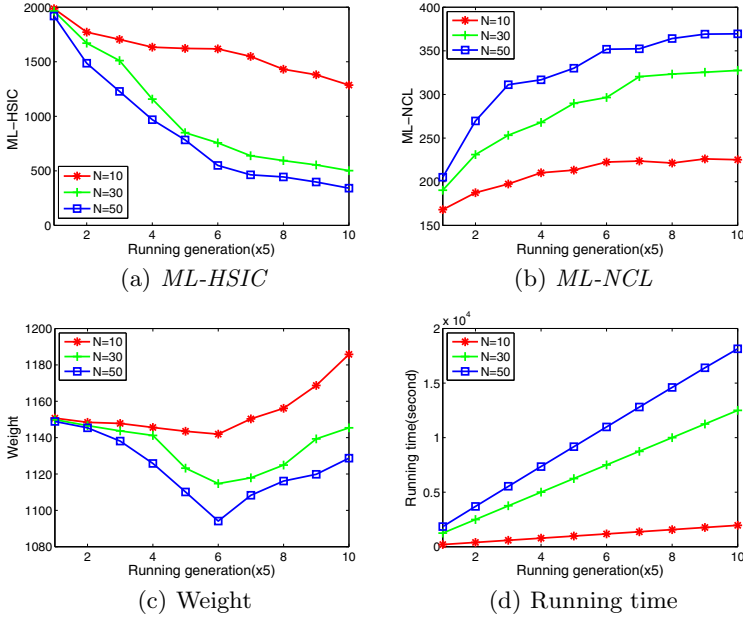 2000
1500
1000
500
0
ML-HSIC
N=10
N=30
N=50
2 4 6 8 10
Running generation(x5)
(a) ML-HSIC
400
350
300
250
200
150
ML-NCL
N=10
N=30
N=50
2 4 6 8 10
Running generation(x5)
(b) ML-NCL
1200
1180
1160
1140
1120
1100
1080
Weight
N=10
N=30
N=50
2 4 6 8 10
Running generation(x5)
(c) Weight
x 10^4
2
1.5
1
0.5
0
Running time(second)
N=10
N=30
N=50
2 4 6 8 10
Running generation(x5)
(d) Running time